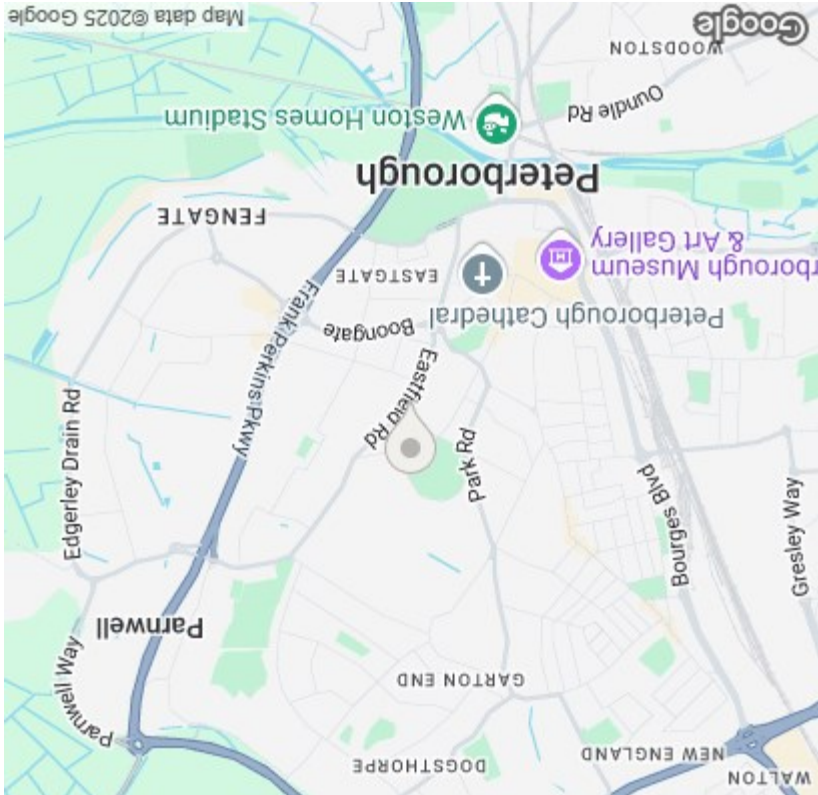 WALTON
NEW ENGLAND
DOGSTHORPE
GARTON END
Parnwell Way
Parnwell
Gresley Way
Bourges Blvd
Edgerley Drain Rd
Park Rd
Eastfield Rd
Frank Perkins Pkwy
Boongate
Peterborough Cathedral
EASTGATE
rborough Museum
& Art Gallery
FENGATE
Peterborough
Weston Homes Stadium
Oundle Rd
WOODSTON
Google
Map data ©2025 Google